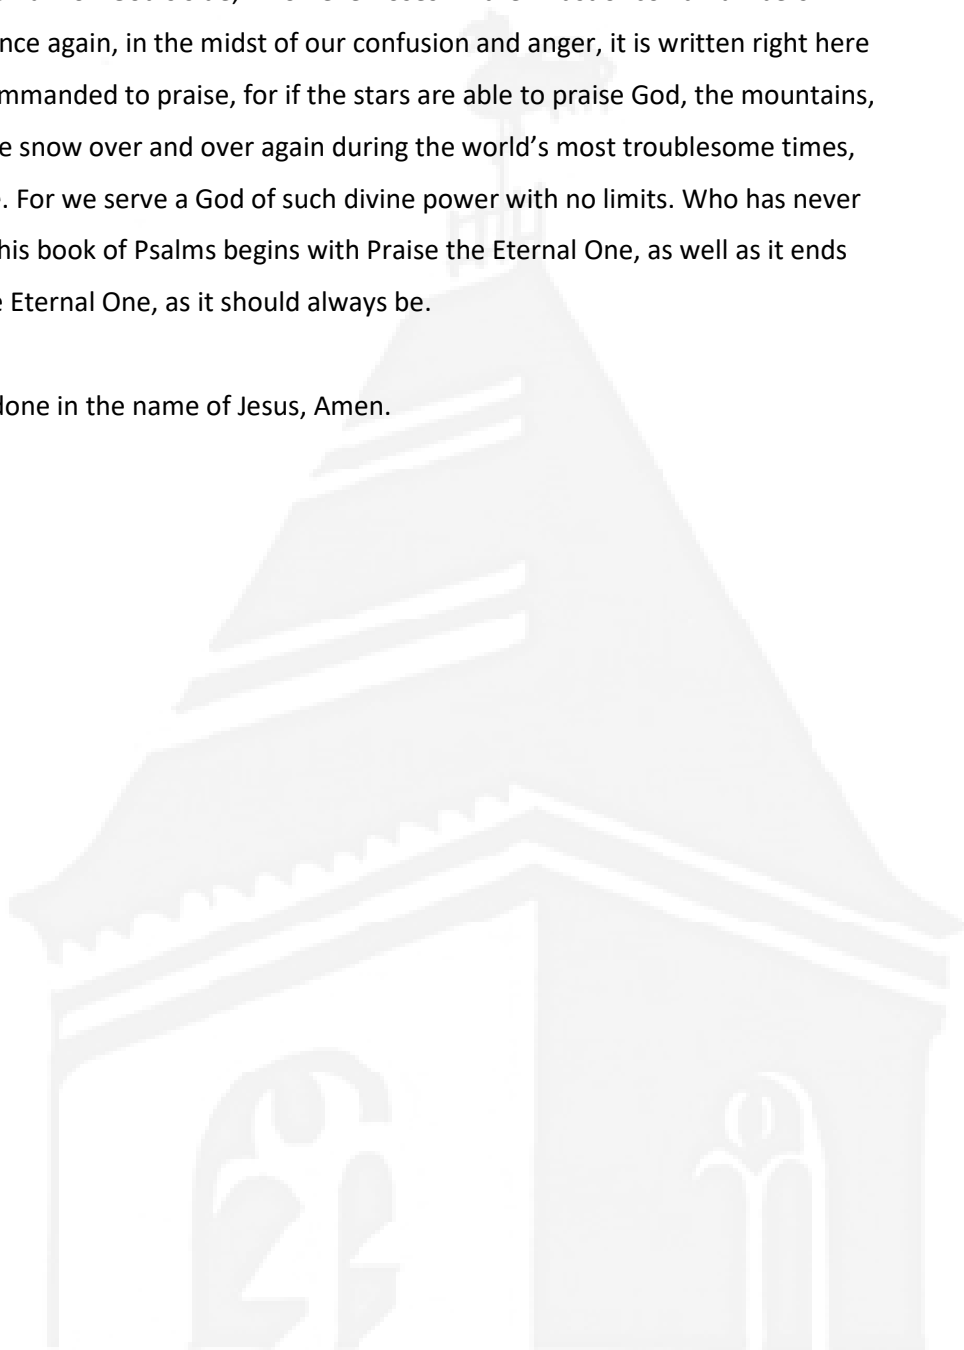 once again, in the midst of our confusion and anger, it is written right here
commanded to praise, for if the stars are able to praise God, the mountains,
snow over and over again during the world’s most troublesome times,
. For we serve a God of such divine power with no limits. Who has never
his book of Psalms begins with Praise the Eternal One, as well as it ends
Eternal One, as it should always be.
done in the name of Jesus, Amen.